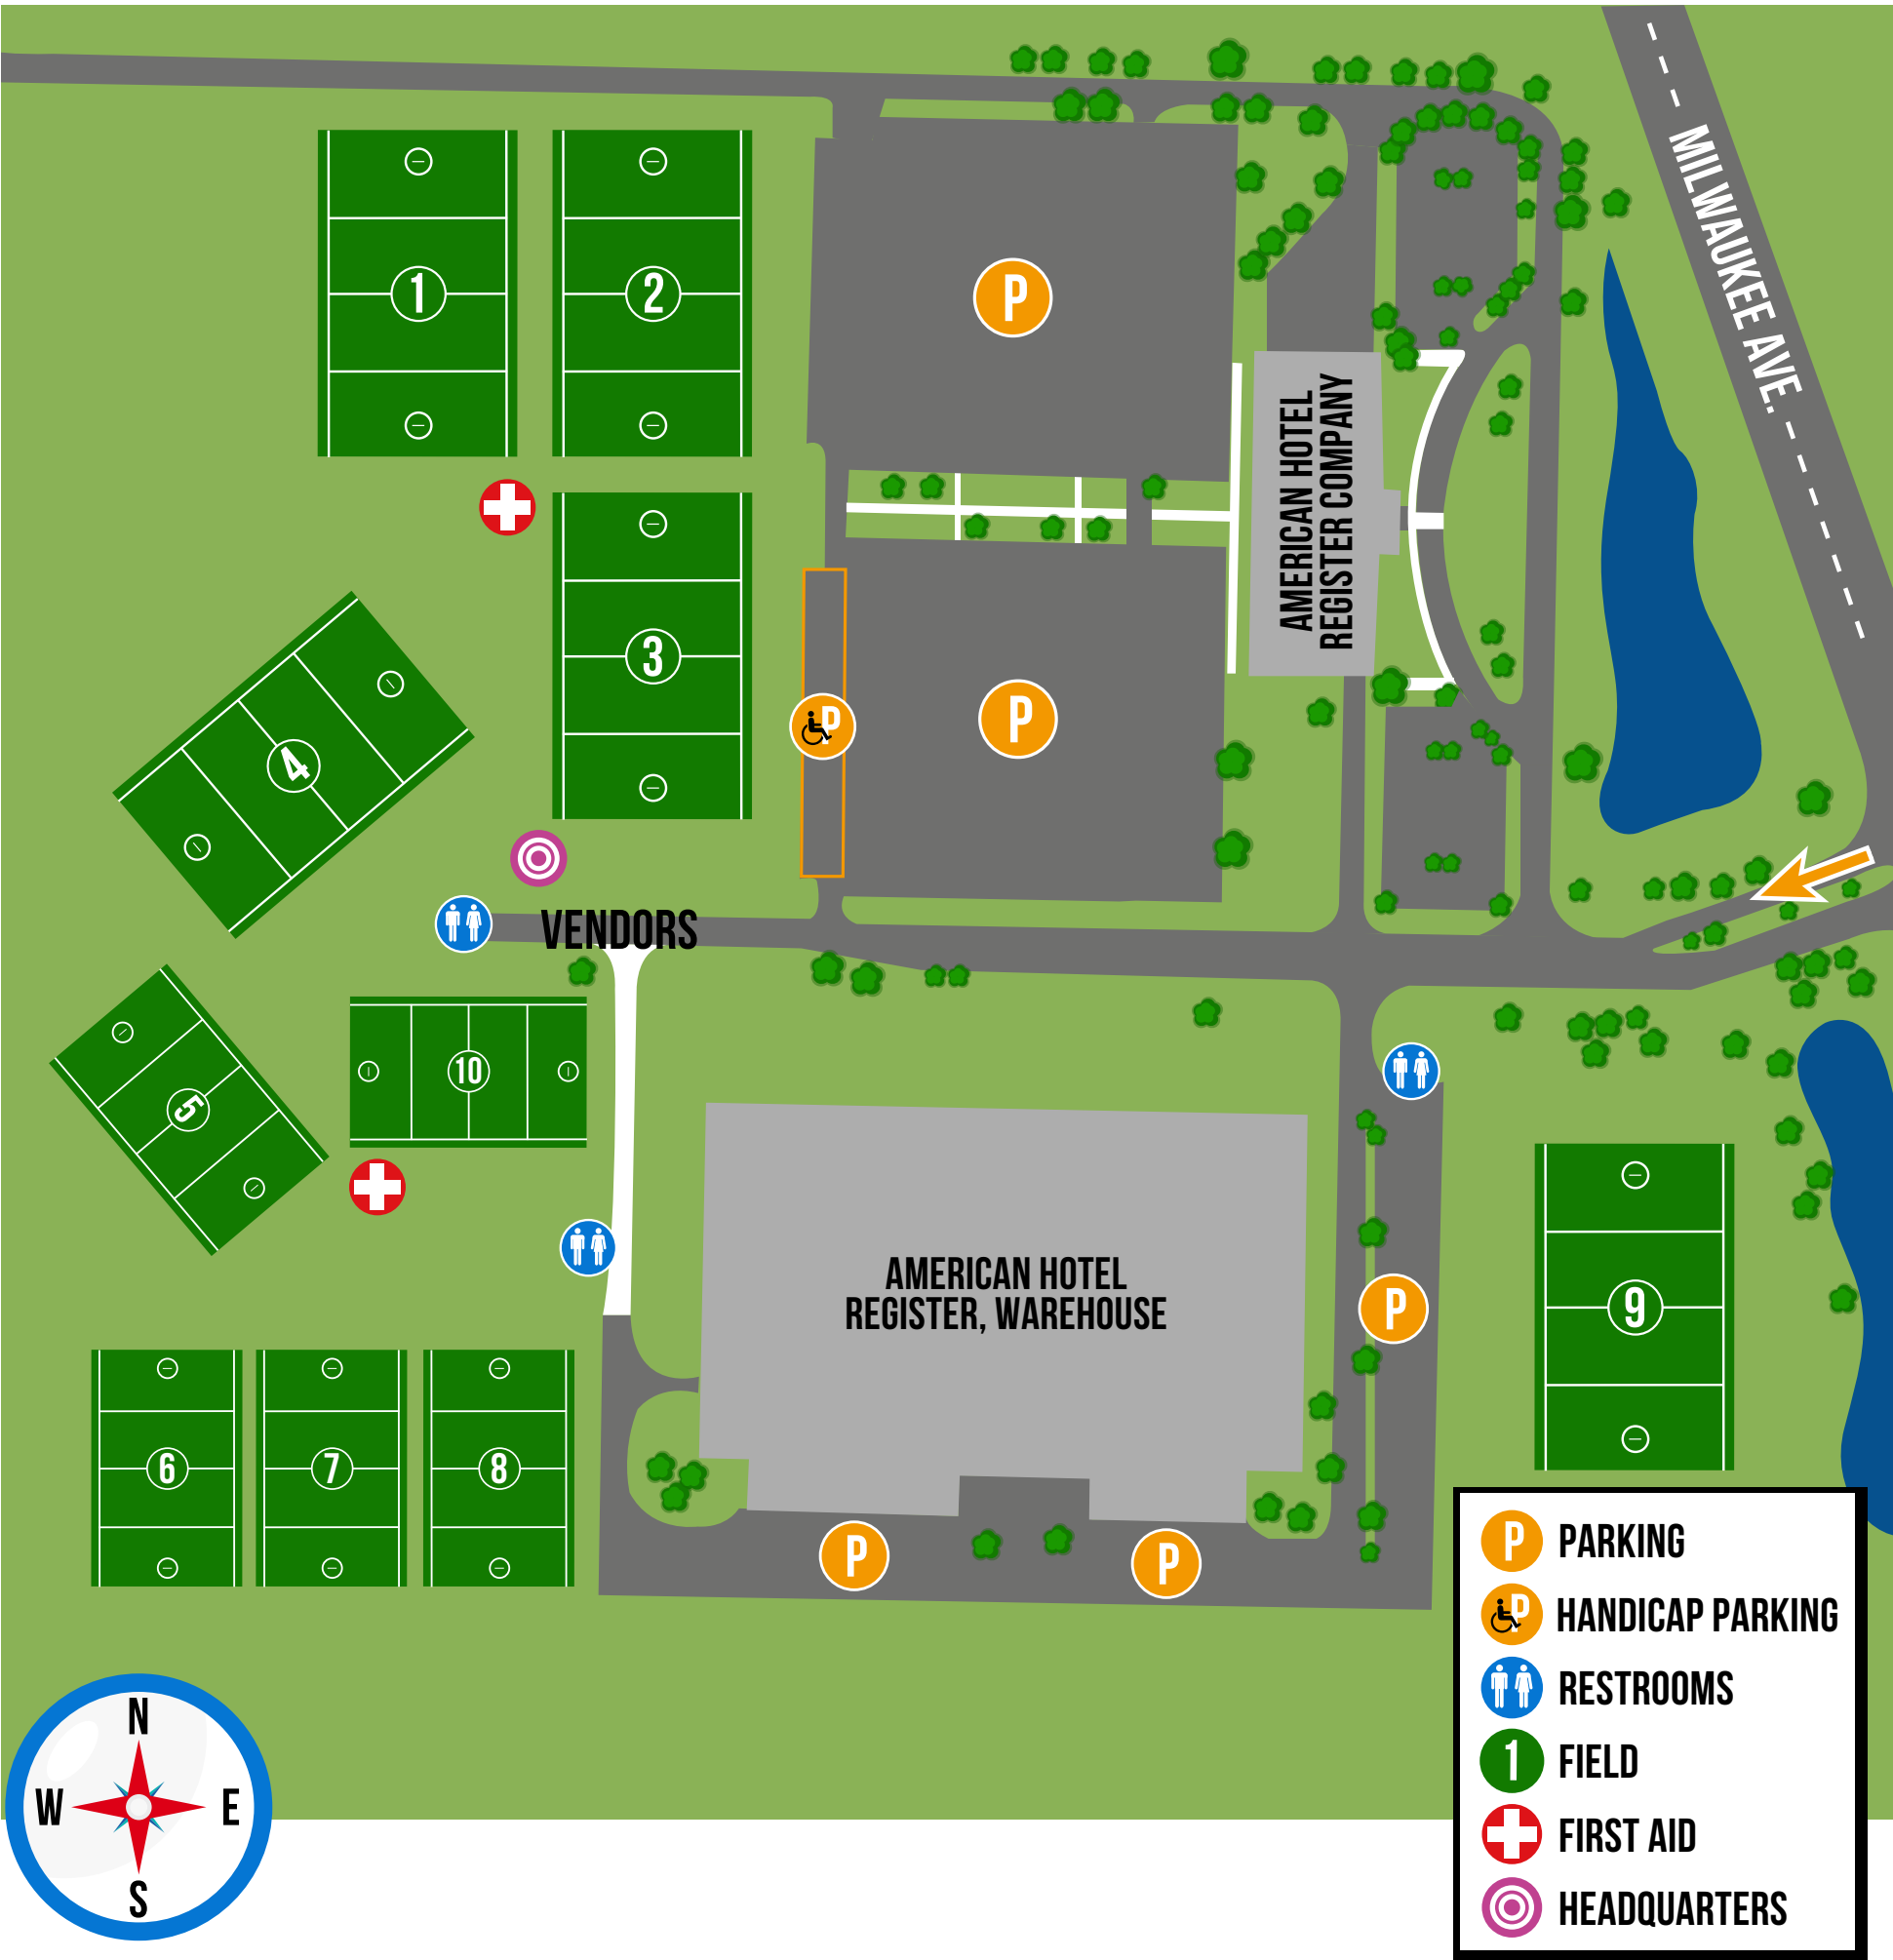 MILWAUKEE AVE.
1
2
P
AMERICAN HOTEL
REGISTER COMPANY
3
P
P
4
VENDORS
10
5
AMERICAN HOTEL
REGISTER, WAREHOUSE
P
9
6
7
8
P
P
P PARKING
P HANDICAP PARKING
RESTROOMS
1 FIELD
FIRST AID
HEADQUARTERS
N
W E
S